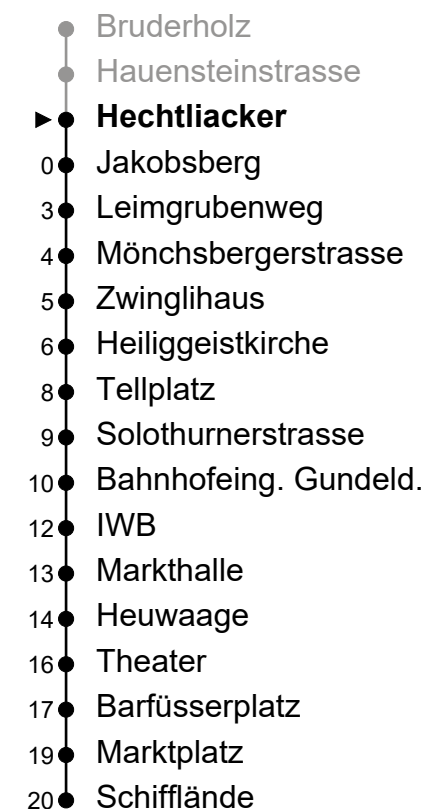 Bruderholz
Hauensteinstrasse
► Hechtliacker
0 Jakobsberg
3 Leimgrubenweg
4 Mönchsbergerstrasse
5 Zwinglihaus
6 Heiliggeistkirche
8 Tellplatz
9 Solothurnerstrasse
10 Bahnhofeing. Gundeld.
12 IWB
13 Markthalle
14 Heuwaage
16 Theater
17 Barfüsserplatz
19 Marktplatz
20 Schifflände